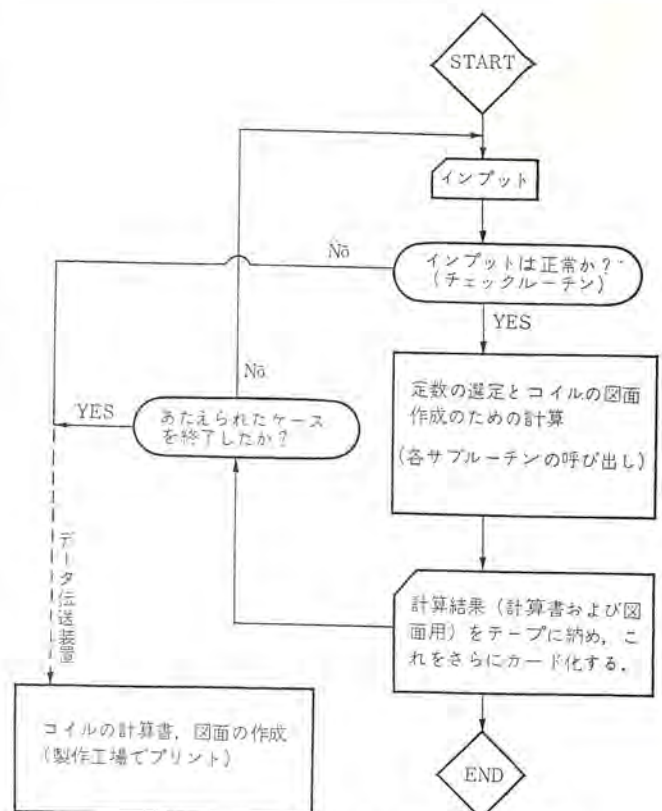 START
インプット
No
インプットは正常か?
(チェックルーチン)
YES
定数の選定とコイルの図面
作成のための計算
(各サブルーチンの呼び出し)
No
YES
あたえられたケース
を終了したか?
データ伝送装置
計算結果(計算書および図
面用)をテープに納め,こ
れをさらにカード化する.
コイルの計算書,図面の作成
(製作工場でプリント)
END